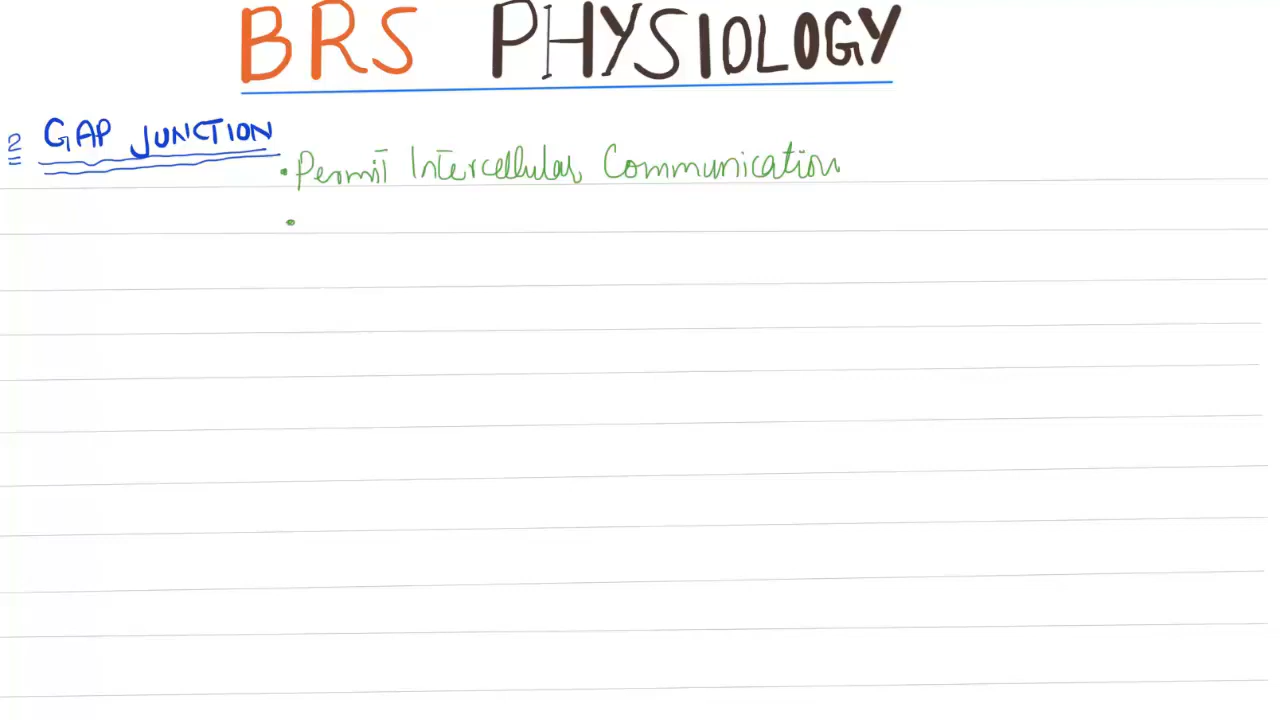 BRS PHYSIOLOGY
2 GAP JUNCTION
• Permit Intercellular Communication
•